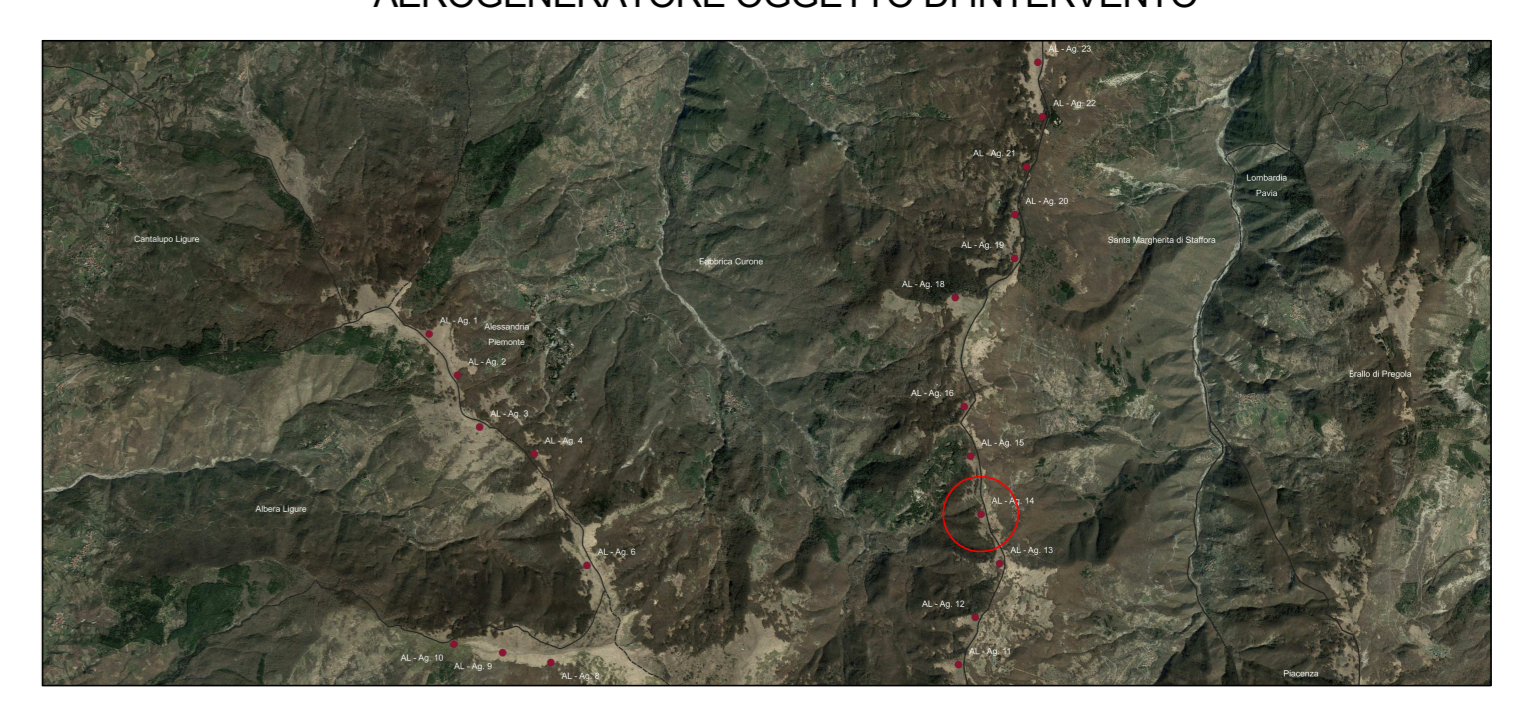 AEROGENERATORE OGGETTO DI INTERVENTO
AL - Ag. 23
AL - Ag. 22
AL - Ag. 21
Lombardia
Pavia
AL - Ag. 20
Cantalupo Ligure
AL - Ag. 19
Santa Margherita di Staffora
Fabbrica Curone
AL - Ag. 18
AL - Ag. 1
Alessandria
Piemonte
AL - Ag. 2
Brallo di Pregola
AL - Ag. 16
AL - Ag. 3
AL - Ag. 4
AL - Ag. 15
AL - Ag. 14
Albera Ligure
AL - Ag. 6
AL - Ag. 13
AL - Ag. 12
AL - Ag. 10
AL - Ag. 9
AL - Ag. 8
AL - Ag. 11
Piacenza